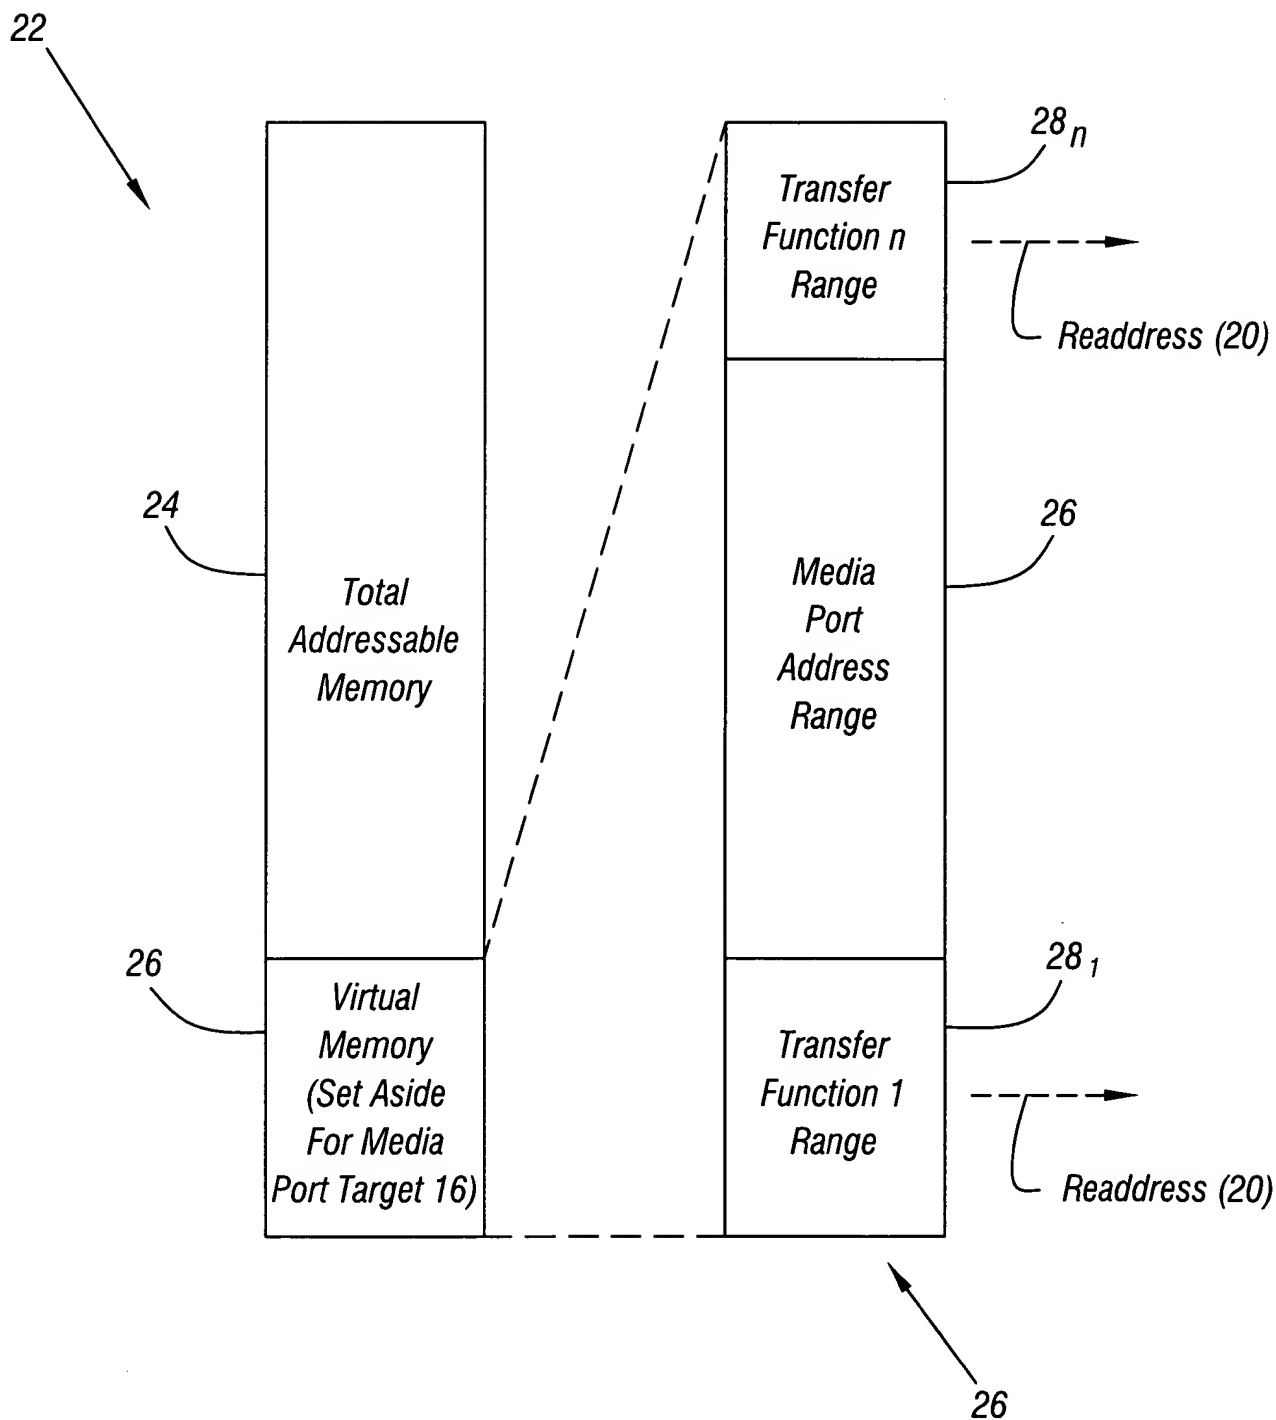 22
28n
Transfer
Function n
Range
Readdress (20)
24
26
Total
Addressable
Memory
Media
Port
Address
Range
26
28 1
Virtual
Memory
(Set Aside
For Media
Port Target 16)
Transfer
Function 1
Range
Readdress (20)
26